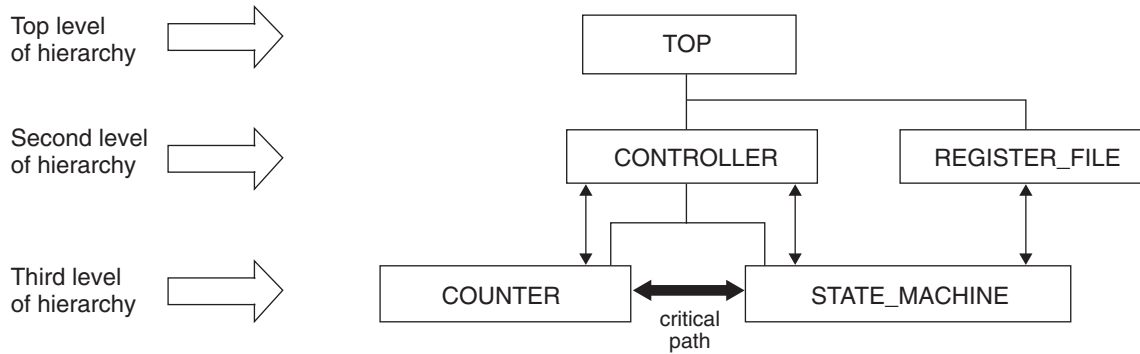 Top level
of hierarchy
TOP
Second level
of hierarchy
CONTROLLER
REGISTER_FILE
Third level
of hierarchy
COUNTER
critical
path
STATE_MACHINE